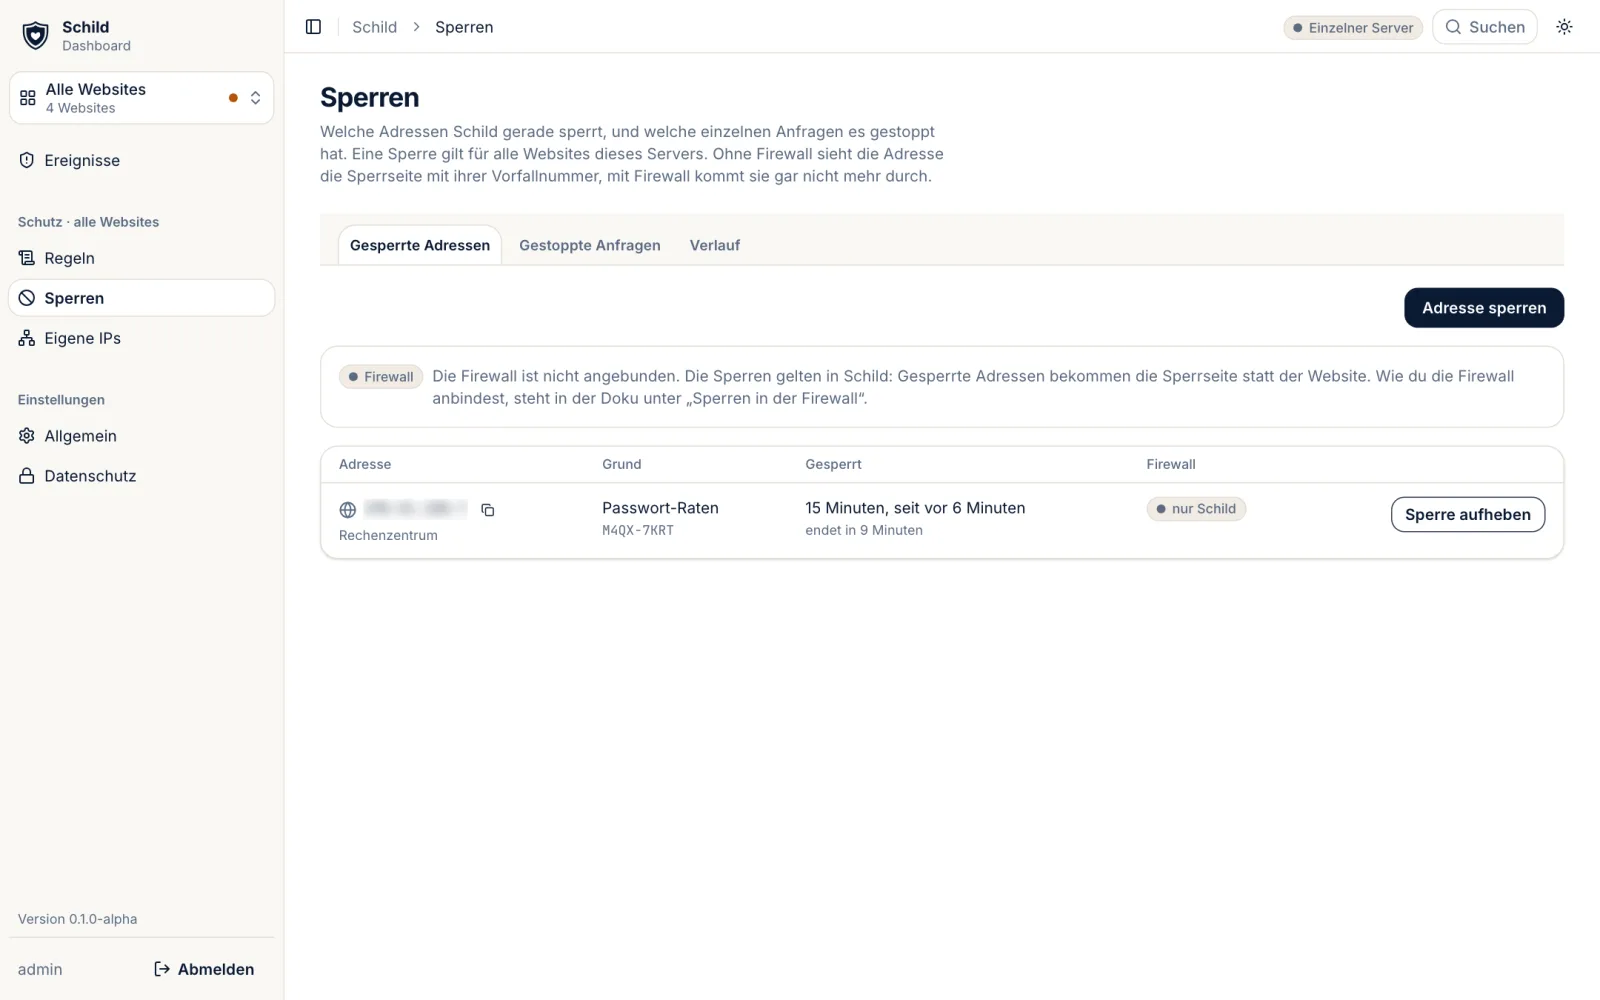 Schild
Dashboard
Alle Websites
4 Websites
Ereignisse
Schutz · alle Websites
Regeln
Sperren
Eigene IPs
Einstellungen
Allgemein
Datenschutz
Version 0.1.0-alpha
admin
Abmelden
Schild > Sperren
Einzelner Server
Suchen
Sperren
Welche Adressen Schild gerade sperrt, und welche einzelnen Anfragen es gestoppt
hat. Eine Sperre gilt für alle Websites dieses Servers. Ohne Firewall sieht die Adresse
die Sperrseite mit ihrer Vorfallnummer, mit Firewall kommt sie gar nicht mehr durch.
Gesperrte Adressen Gestoppte Anfragen Verlauf
Adresse sperren
Firewall Die Firewall ist nicht angebunden. Die Sperren gelten in Schild: Gesperrte Adressen bekommen die Sperrseite statt der Website. Wie du die Firewall
anbindest, steht in der Doku unter „Sperren in der Firewall“.
Adresse Grund Gesperrt Firewall
Passwort-Raten 15 Minuten, seit vor 6 Minuten nur Schild Sperre aufheben
Rechenzentrum M4QX-7KRT endet in 9 Minuten